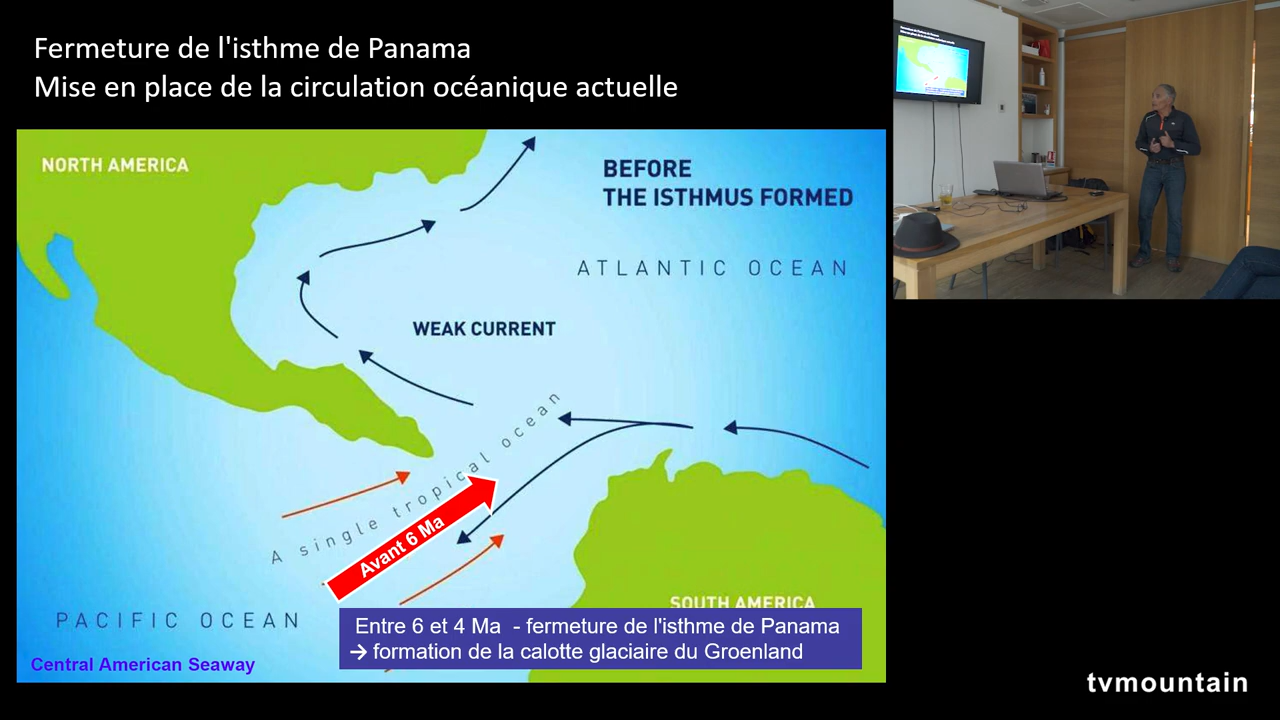 Fermeture de l'isthme de Panama
Mise en place de la circulation océanique actuelle
NORTH AMERICA
BEFORE
THE ISTHMUS FORMED
ATLANTIC OCEAN
WEAK CURRENT
A single tropical ocean
Avant 6 Ma
PACIFIC OCEAN
SOUTH AMERICA
Entre 6 et 4 Ma - fermeture de l'isthme de Panama
→ formation de la calotte glaciaire du Groenland
Central American Seaway
tvmountain